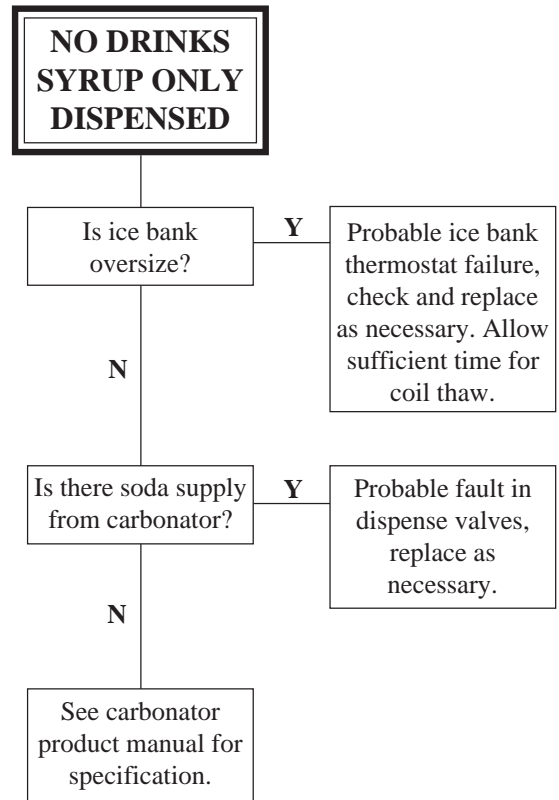 NO DRINKS
SYRUP ONLY
DISPENSED
Is ice bank
oversize?
Y
Probable ice bank
thermostat failure,
check and replace
as necessary. Allow
sufficient time for
coil thaw.
N
Is there soda supply
from carbonator?
Y
Probable fault in
dispense valves,
replace as
necessary.
N
See carbonator
product manual for
specification.